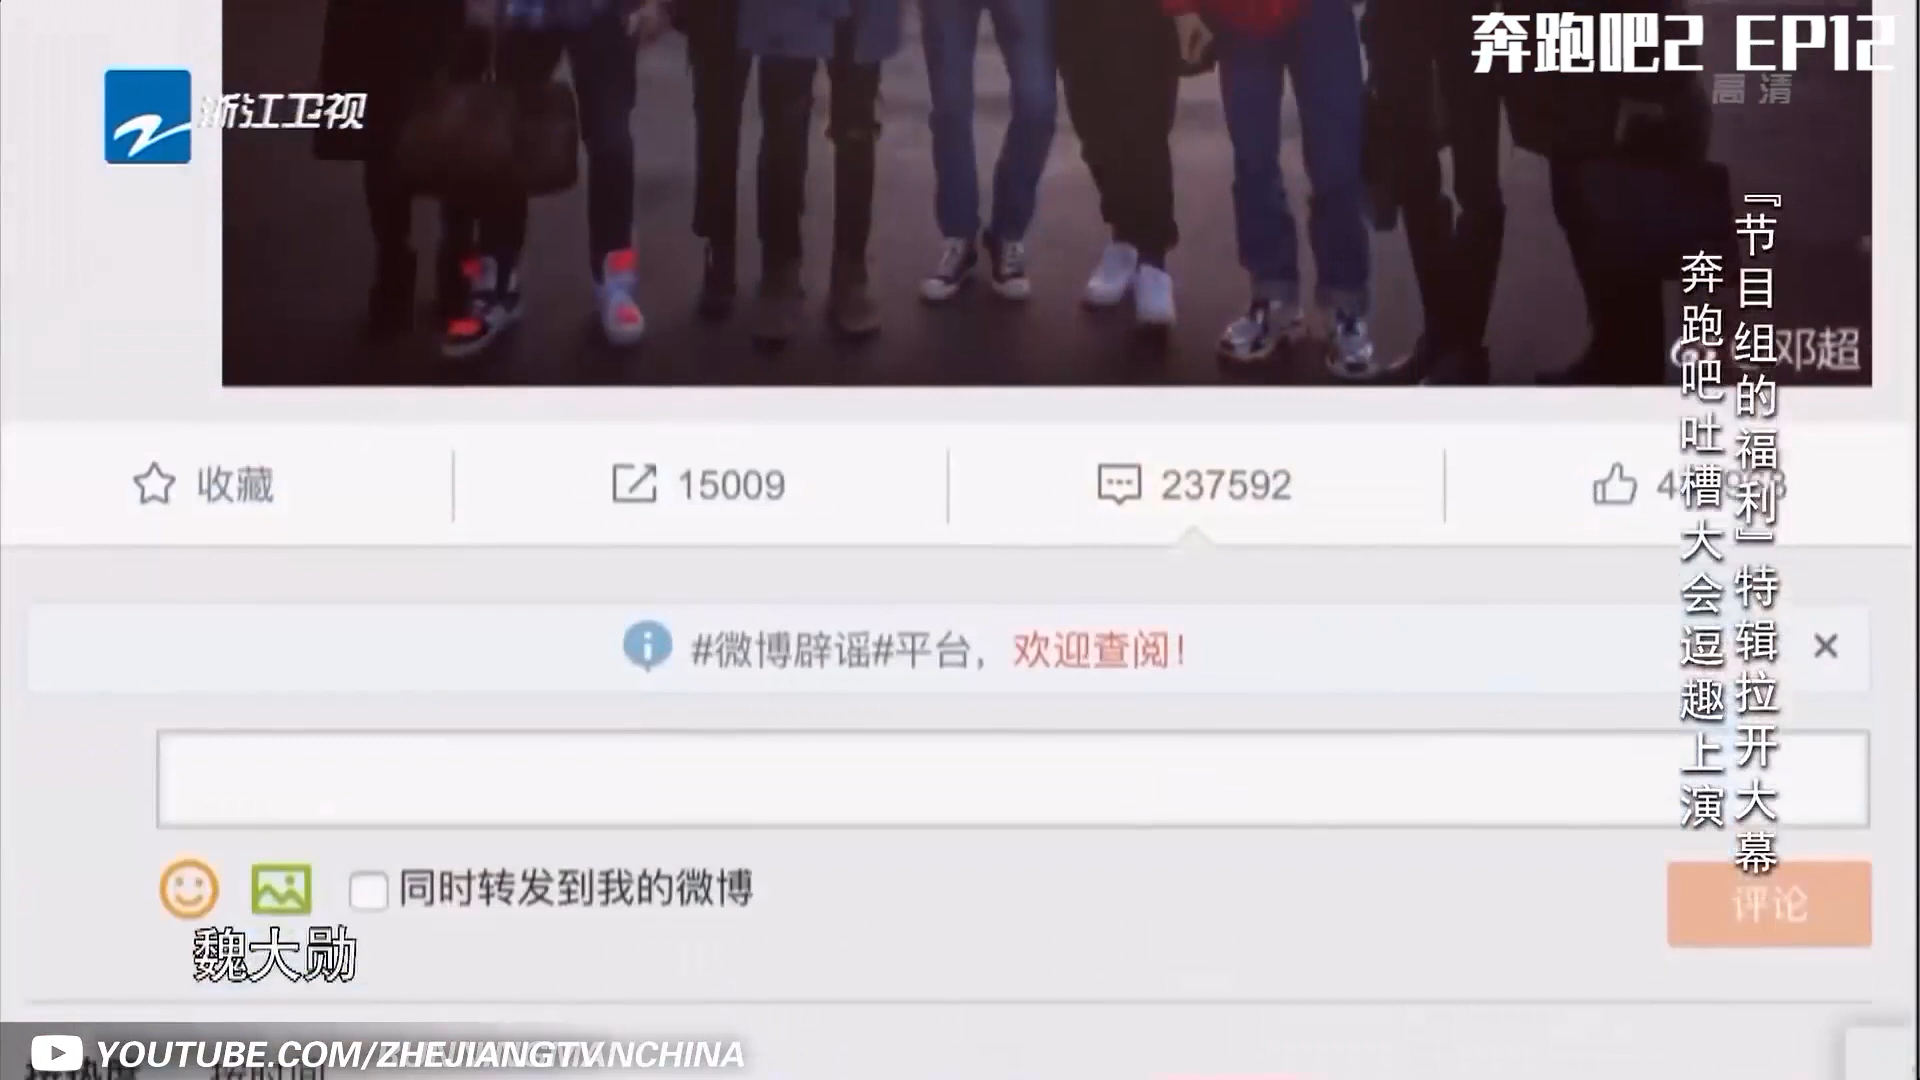 奔跑吧2 EP12
高清
浙江卫视
『节目组的福利』特辑拉开大幕
奔跑吧吐槽大会逗趣上演
邓超
收藏
15009
237592
#微博辟谣#平台，欢迎查阅！
同时转发到我的微博
评论
魏大勋
YOUTUBE.COM/ZHEJIANGTVXNCHINA